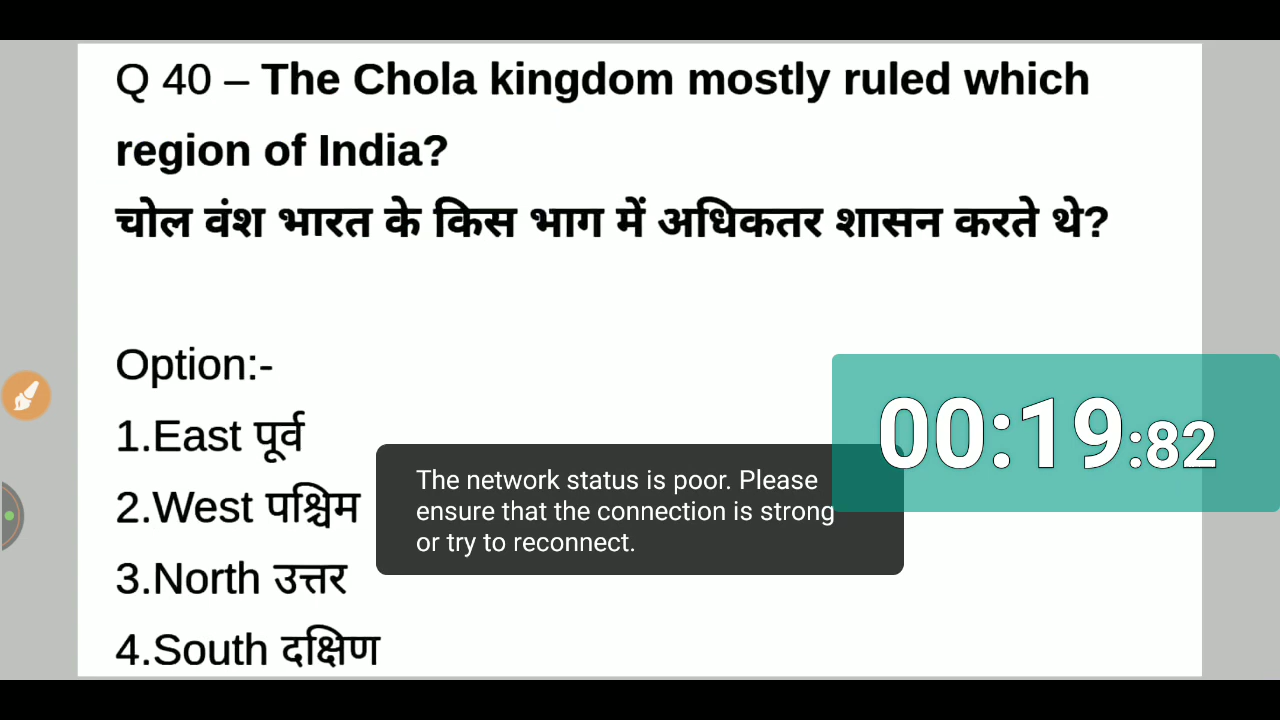 Q 40 – The Chola kingdom mostly ruled which
region of India?
चोल वंश भारत के किस भाग में अधिकतर शासन करते थे?
Option:-
1.East पूर्व
2.West पश्चिम
3.North उत्तर
4.South दक्षिण
The network status is poor. Please
ensure that the connection is strong
or try to reconnect.
00:19:82